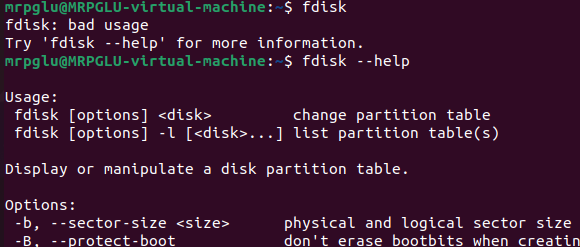 mrpglu@MRPGLU-virtual-machine:~$ fdisk
fdisk: bad usage
Try 'fdisk --help' for more information.
mrpglu@MRPGLU-virtual-machine:~$ fdisk --help
Usage:
fdisk [options] <disk>           change partition table
fdisk [options] -l [<disk>...] list partition table(s)
Display or manipulate a disk partition table.
Options:
-b, --sector-size <size>      physical and logical sector size
-B, --protect-boot            don't erase bootbits when creatin